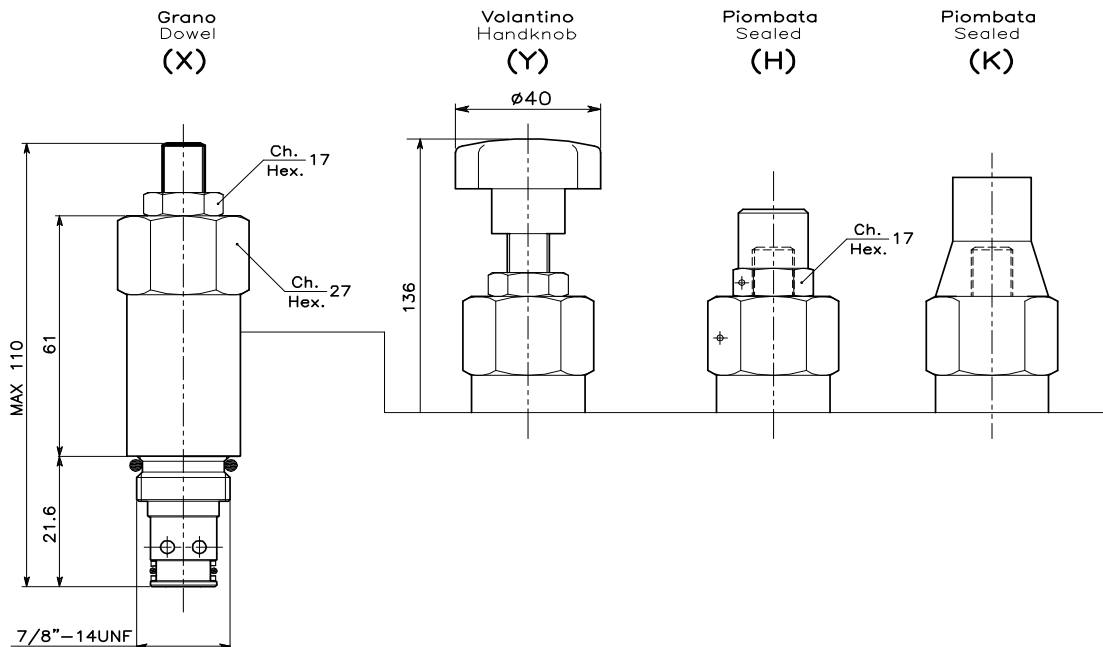 Grano
Dowel
(X)
Volantino
Handknob
(Y)
Piombata
Sealed
(H)
Piombata
Sealed
(K)
ø40
Ch.
Hex. 17
Ch.
Hex. 27
Ch.
Hex. 17
136
MAX 110
61
21.6
7/8"-14UNF